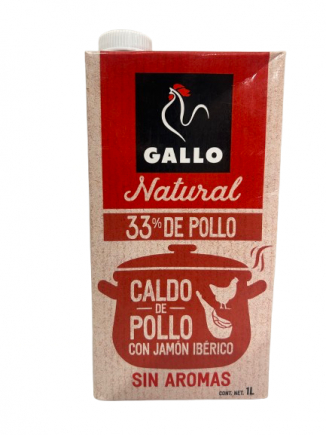 GALLO
Natural
33% DE POLLO
CALDO
DE
POLLO
CON JAMÓN IBÉRICO
SIN AROMAS
CONT. NET. 1L